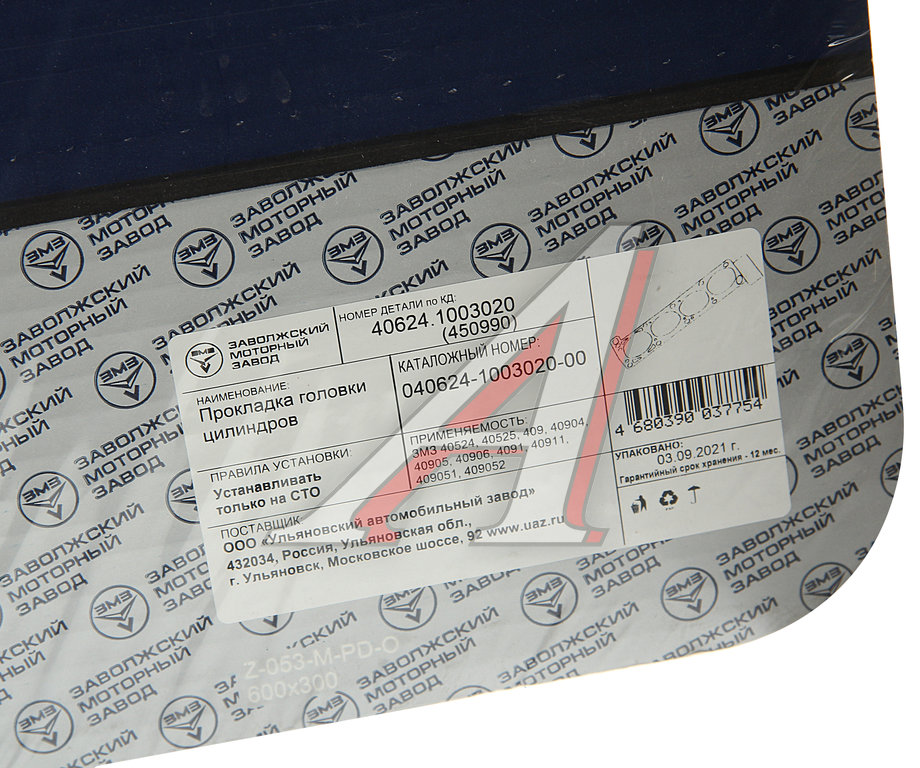 ЗМЗ
ЗАВОЛЖСКИЙ
МОТОРНЫЙ
ЗАВОД
НОМЕР ДЕТАЛИ по КД:
40624.1003020
(450990)
НАИМЕНОВАНИЕ:
Прокладка головки
цилиндров
КАТАЛОЖНЫЙ НОМЕР:
040624-1003020-00
ПРАВИЛА УСТАНОВКИ:
Устанавливать
только на СТО
ПРИМЕНЯЕМОСТЬ:
ЗМЗ 40524, 40525, 409, 40904,
40905, 40906, 4091, 40911,
409051, 409052
4 680390 037754
УПАКОВАНО:
03.09.2021 г.
Гарантийный срок хранения - 12 мес.
ПОСТАВЩИК:
ООО «Ульяновский автомобильный завод»
432034, Россия, Ульяновская обл.,
г. Ульяновск, Московское шоссе, 92 www.uaz.ru
Z-053-M-PD-O
600x300